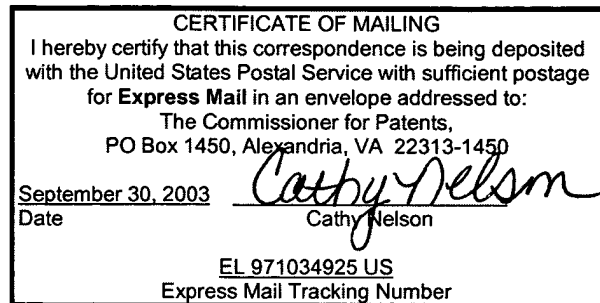 CERTIFICATE OF MAILING
I hereby certify that this correspondence is being deposited
with the United States Postal Service with sufficient postage
for Express Mail in an envelope addressed to:
The Commissioner for Patents,
PO Box 1450, Alexandria, VA 22313-1450
September 30, 2003 Cathy Nelson
Date Cathy Nelson
EL 971034925 US
Express Mail Tracking Number